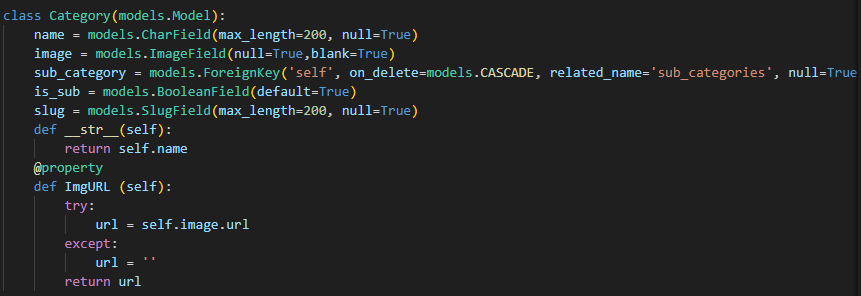 class Category(models.Model):
    name = models.CharField(max_length=200, null=True)
    image = models.ImageField(null=True,blank=True)
    sub_category = models.ForeignKey('self', on_delete=models.CASCADE, related_name='sub_categories', null=True
    is_sub = models.BooleanField(default=True)
    slug = models.SlugField(max_length=200, null=True)
    def __str__(self):
        return self.name
    @property
    def ImgURL (self):
        try:
            url = self.image.url
        except:
            url = ''
        return url